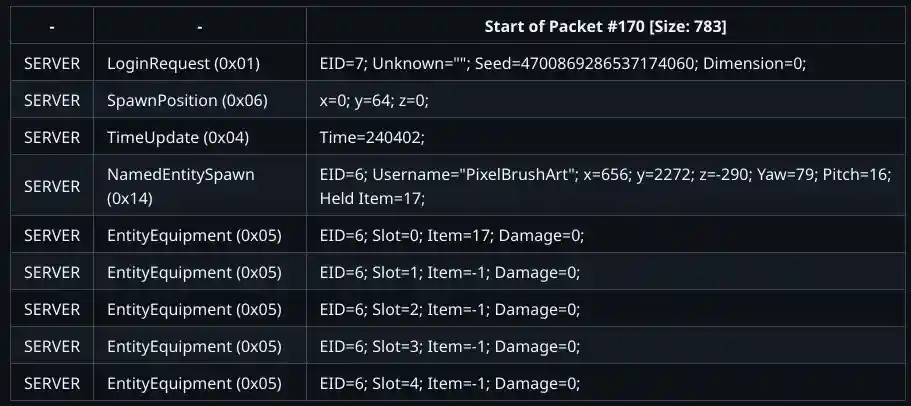 - - Start of Packet #170 [Size: 783]
SERVER LoginRequest (0x01) EID=7; Unknown=""; Seed=4700869286537174060; Dimension=0;
SERVER SpawnPosition (0x06) x=0; y=64; z=0;
SERVER TimeUpdate (0x04) Time=240402;
SERVER NamedEntitySpawn (0x14) EID=6; Username="PixelBrushArt"; x=656; y=2272; z=-290; Yaw=79; Pitch=16; Held Item=17;
SERVER EntityEquipment (0x05) EID=6; Slot=0; Item=17; Damage=0;
SERVER EntityEquipment (0x05) EID=6; Slot=1; Item=-1; Damage=0;
SERVER EntityEquipment (0x05) EID=6; Slot=2; Item=-1; Damage=0;
SERVER EntityEquipment (0x05) EID=6; Slot=3; Item=-1; Damage=0;
SERVER EntityEquipment (0x05) EID=6; Slot=4; Item=-1; Damage=0;